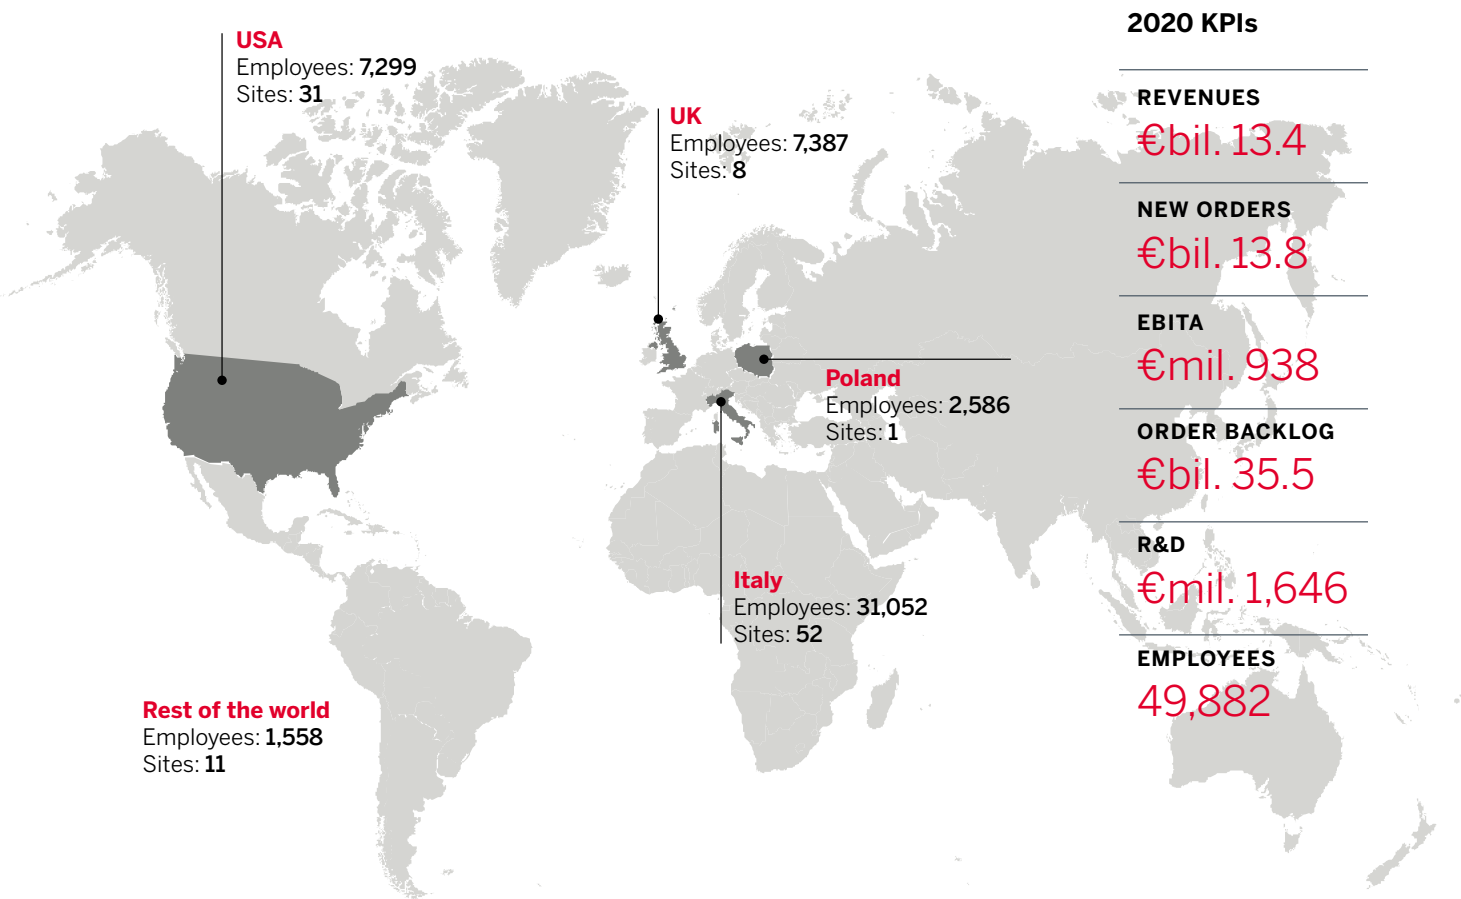 USA
Employees: 7,299
Sites: 31
UK
Employees: 7,387
Sites: 8
Poland
Employees: 2,586
Sites: 1
Italy
Employees: 31,052
Sites: 52
Rest of the world
Employees: 1,558
Sites: 11
2020 KPIs
REVENUES
€bil. 13.4
NEW ORDERS
€bil. 13.8
EBITA
€mil. 938
ORDER BACKLOG
€bil. 35.5
R&D
€mil. 1,646
EMPLOYEES
49,882